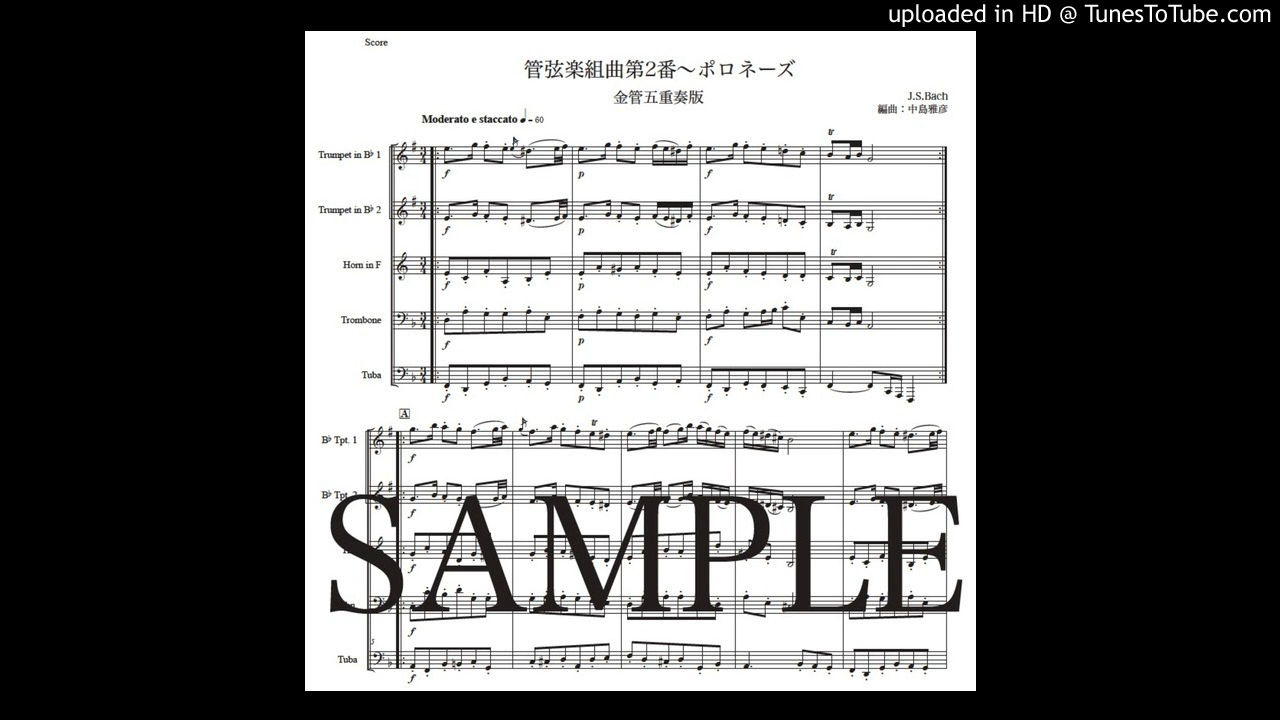 uploaded in HD @ TunesToTube.com
Score
管弦楽組曲第2番～ポロネーズ
金管五重奏版
J.S.Bach
編曲：中島雅彦
Moderato e staccato ♩= 60
Trumpet in B♭ 1
Trumpet in B♭ 2
Horn in F
Trombone
Tuba
A
B♭ Tpt. 1
B♭ Tpt. 2
Tuba
5
SAMPLE